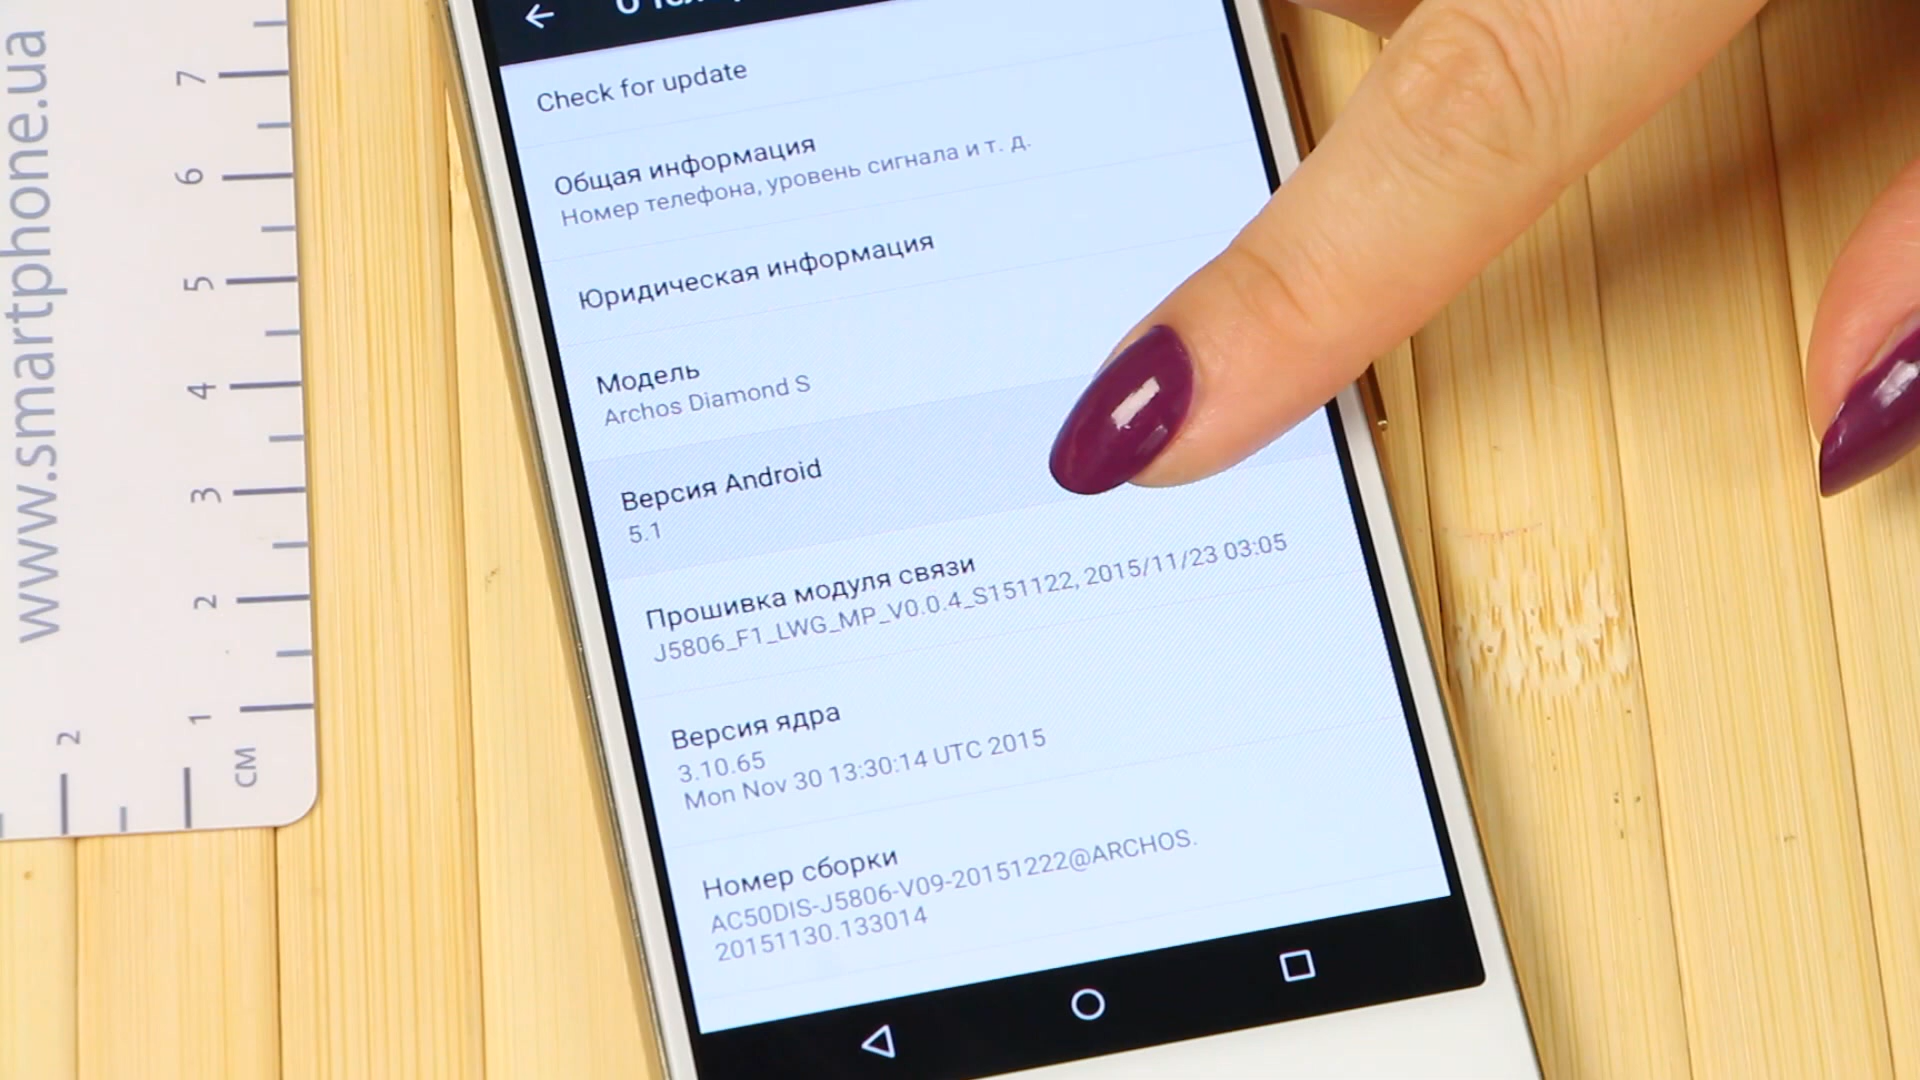 www.smartphone.ua
7
6
5
4
3
2
1
СМ
2
Check for update
Общая информация
Номер телефона, уровень сигнала и т. д.
Юридическая информация
Модель
Archos Diamond S
Версия Android
5.1
Прошивка модуля связи
J5806_F1_LWG_MP_V0.0.4_S151122, 2015/11/23 03:05
Версия ядра
3.10.65
Mon Nov 30 13:30:14 UTC 2015
Номер сборки
AC50DIS-J5806-V09-20151222@ARCHOS.
20151130.133014